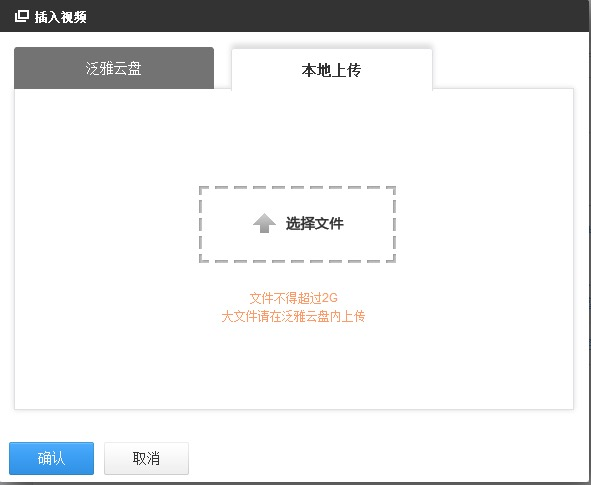 插入视频
泛雅云盘
本地上传
选择文件
文件不得超过2G
大文件请在泛雅云盘内上传
确认
取消